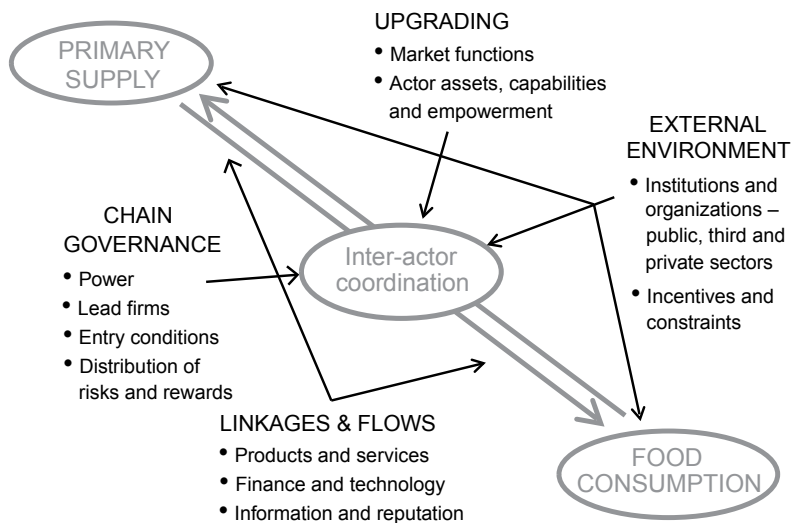 UPGRADING
• Market functions
• Actor assets, capabilities
and empowerment
PRIMARY
SUPPLY
EXTERNAL
ENVIRONMENT
• Institutions and
organizations –
public, third and
private sectors
• Incentives and
constraints
CHAIN
GOVERNANCE
• Power
• Lead firms
• Entry conditions
• Distribution of
risks and rewards
Inter-actor
coordination
LINKAGES & FLOWS
• Products and services
• Finance and technology
• Information and reputation
FOOD
CONSUMPTION